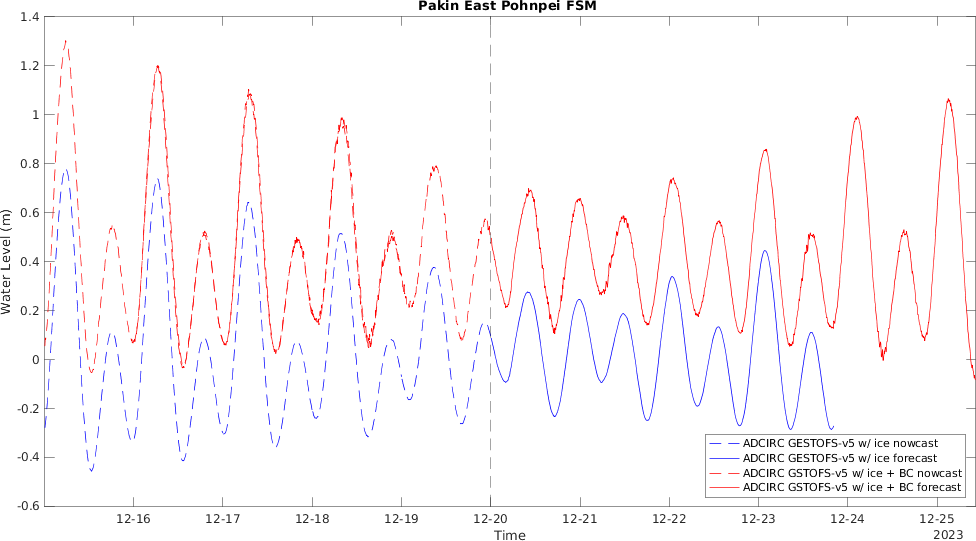 Pakin East Pohnpei FSM
1.4
1.2
1
0.8
0.6
0.4
0.2
0
-0.2
-0.4
-0.6
Water Level (m)
ADCIRC GESTOFS-v5 w/ ice nowcast
ADCIRC GESTOFS-v5 w/ ice forecast
ADCIRC GSTOFS-v5 w/ ice + BC nowcast
ADCIRC GSTOFS-v5 w/ ice + BC forecast
12-16 12-17 12-18 12-19 12-20 12-21 12-22 12-23 12-24 12-25
Time
2023